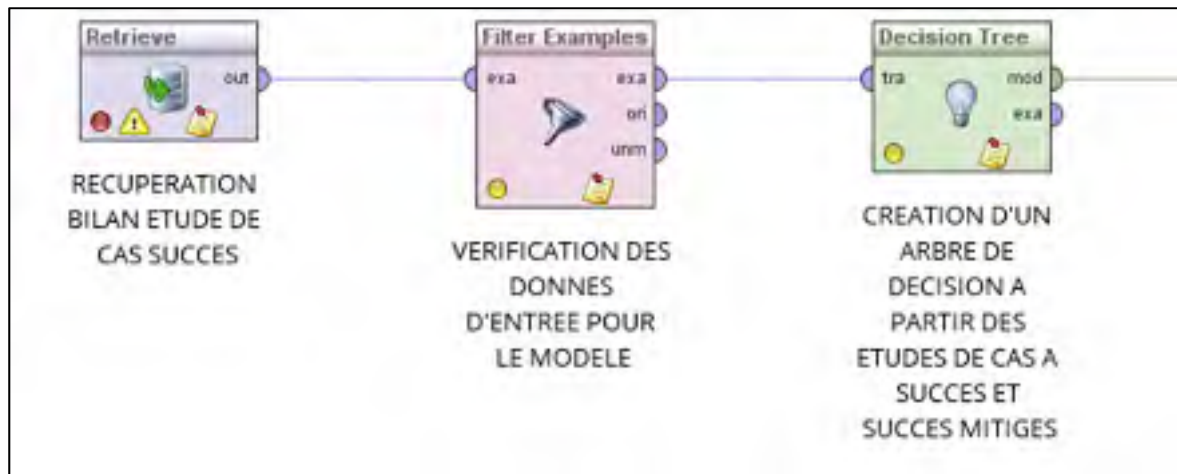 Retrieve
out
RECUPERATION
BILAN ETUDE DE
CAS SUCCES
Filter Examples
exa
exa
ori
unm
VERIFICATION DES
DONNES
D'ENTREE POUR
LE MODELE
Decision Tree
tra
mod
exa
CREATION D'UN
ARBRE DE
DECISION A
PARTIR DES
ETUDES DE CAS A
SUCCES ET
SUCCES MITIGES